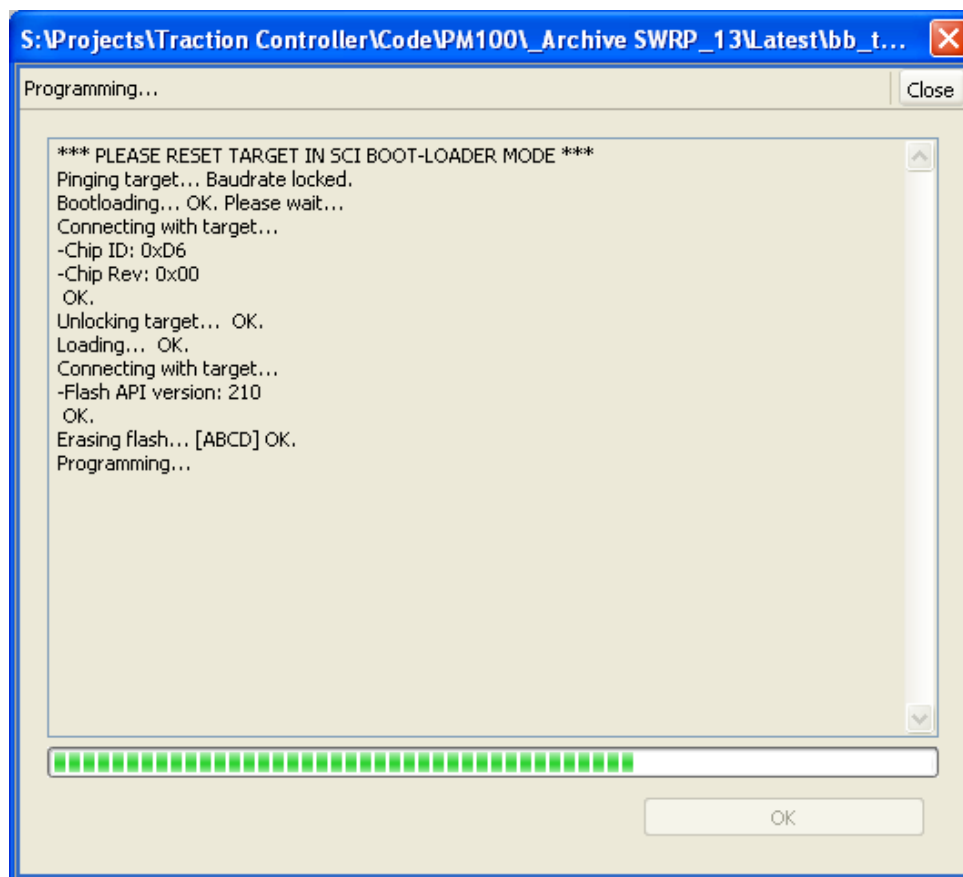 S:\Projects\Traction Controller\Code\PM100\_Archive SWRP_13\Latest\bb_t...
Programming...
Close
*** PLEASE RESET TARGET IN SCI BOOT-LOADER MODE ***
Pinging target... Baudrate locked.
Bootloading... OK. Please wait...
Connecting with target...
-Chip ID: 0xD6
-Chip Rev: 0x00
OK.
Unlocking target...  OK.
Loading...  OK.
Connecting with target...
-Flash API version: 210
OK.
Erasing flash... [ABCD] OK.
Programming...
OK